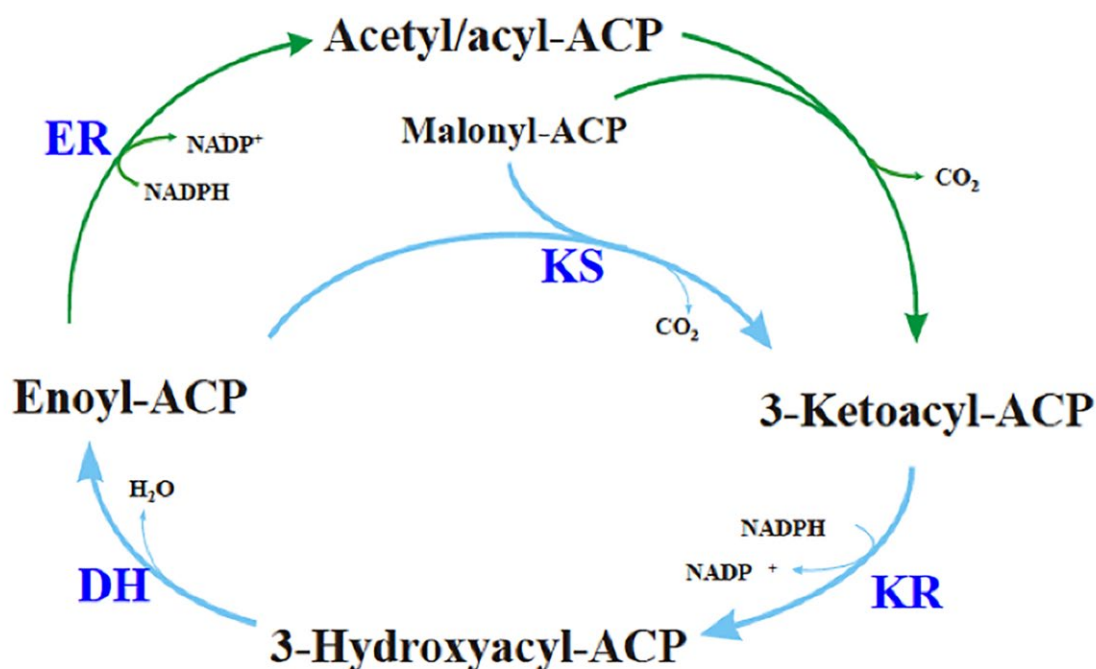 Acetyl/acyl-ACP
Malonyl-ACP
ER
NADP⁺
NADPH
CO₂
KS
CO₂
Enoyl-ACP
3-Ketoacyl-ACP
H₂O
DH
NADPH
NADP ⁺
KR
3-Hydroxyacyl-ACP